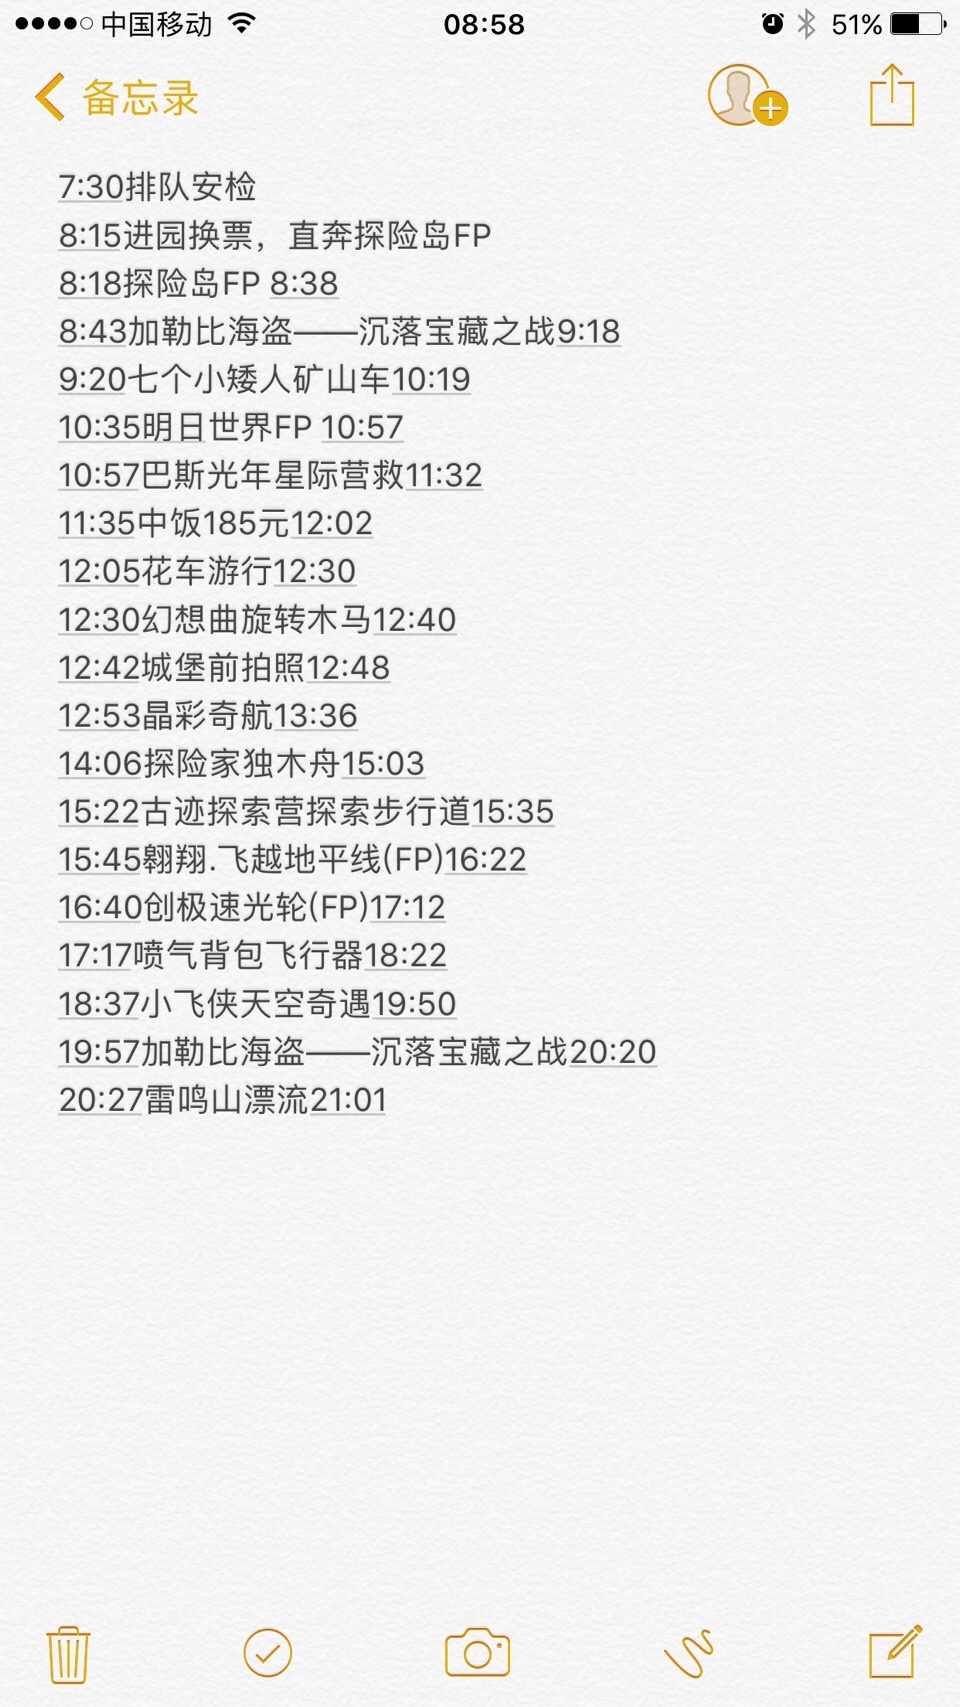 中国移动 08:58 51%
备忘录
7:30排队安检
8:15进园换票，直奔探险岛FP
8:18探险岛FP 8:38
8:43加勒比海盗——沉落宝藏之战9:18
9:20七个小矮人矿山车10:19
10:35明日世界FP 10:57
10:57巴斯光年星际营救11:32
11:35中饭185元12:02
12:05花车游行12:30
12:30幻想曲旋转木马12:40
12:42城堡前拍照12:48
12:53晶彩奇航13:36
14:06探险家独木舟15:03
15:22古迹探索营探索步行道15:35
15:45翱翔.飞越地平线(FP)16:22
16:40创极速光轮(FP)17:12
17:17喷气背包飞行器18:22
18:37小飞侠天空奇遇19:50
19:57加勒比海盗——沉落宝藏之战20:20
20:27雷鸣山漂流21:01